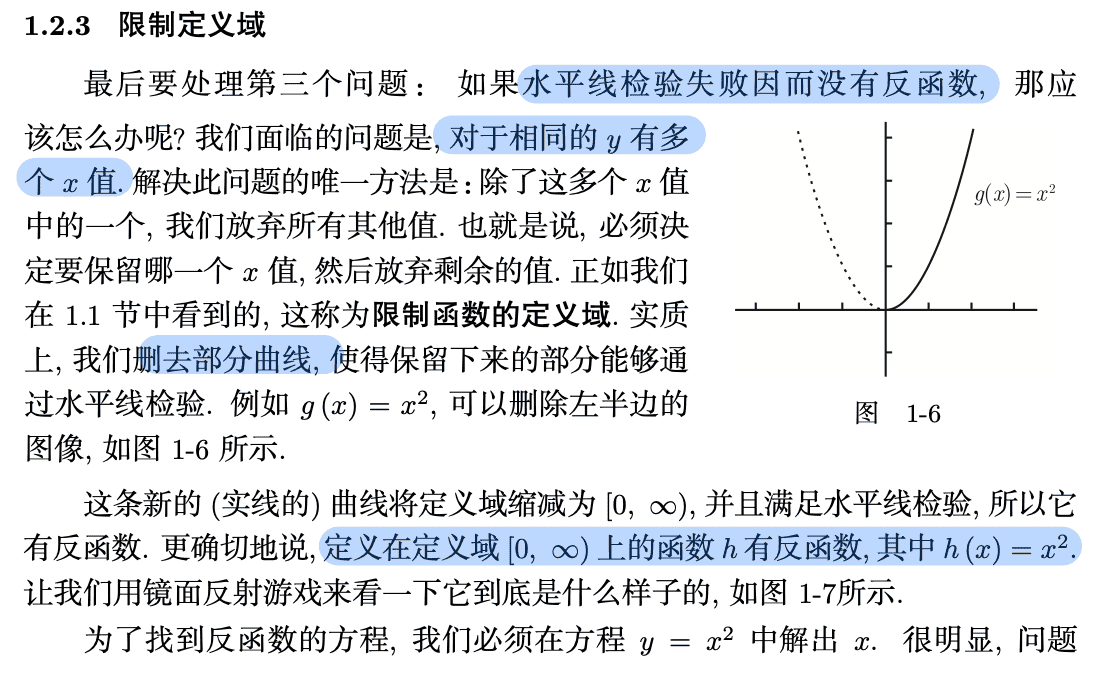 1.2.3 限制定义域
最后要处理第三个问题： 如果水平线检验失败因而没有反函数, 那应
该怎么办呢? 我们面临的问题是, 对于相同的 y 有多
个 x 值. 解决此问题的唯一方法是: 除了这多个 x 值
中的一个, 我们放弃所有其他值. 也就是说, 必须决
定要保留哪一个 x 值, 然后放弃剩余的值. 正如我们
在 1.1 节中看到的, 这称为限制函数的定义域. 实质
上, 我们删去部分曲线, 使得保留下来的部分能够通
过水平线检验. 例如 g (x) = x², 可以删除左半边的
图像, 如图 1-6 所示.
g(x) = x²
图 1-6
这条新的 (实线的) 曲线将定义域缩减为 [0, ∞), 并且满足水平线检验, 所以它
有反函数. 更确切地说, 定义在定义域 [0, ∞) 上的函数 h 有反函数, 其中 h (x) = x².
让我们用镜面反射游戏来看一下它到底是什么样子的, 如图 1-7所示.
为了找到反函数的方程, 我们必须在方程 y = x² 中解出 x. 很明显, 问题